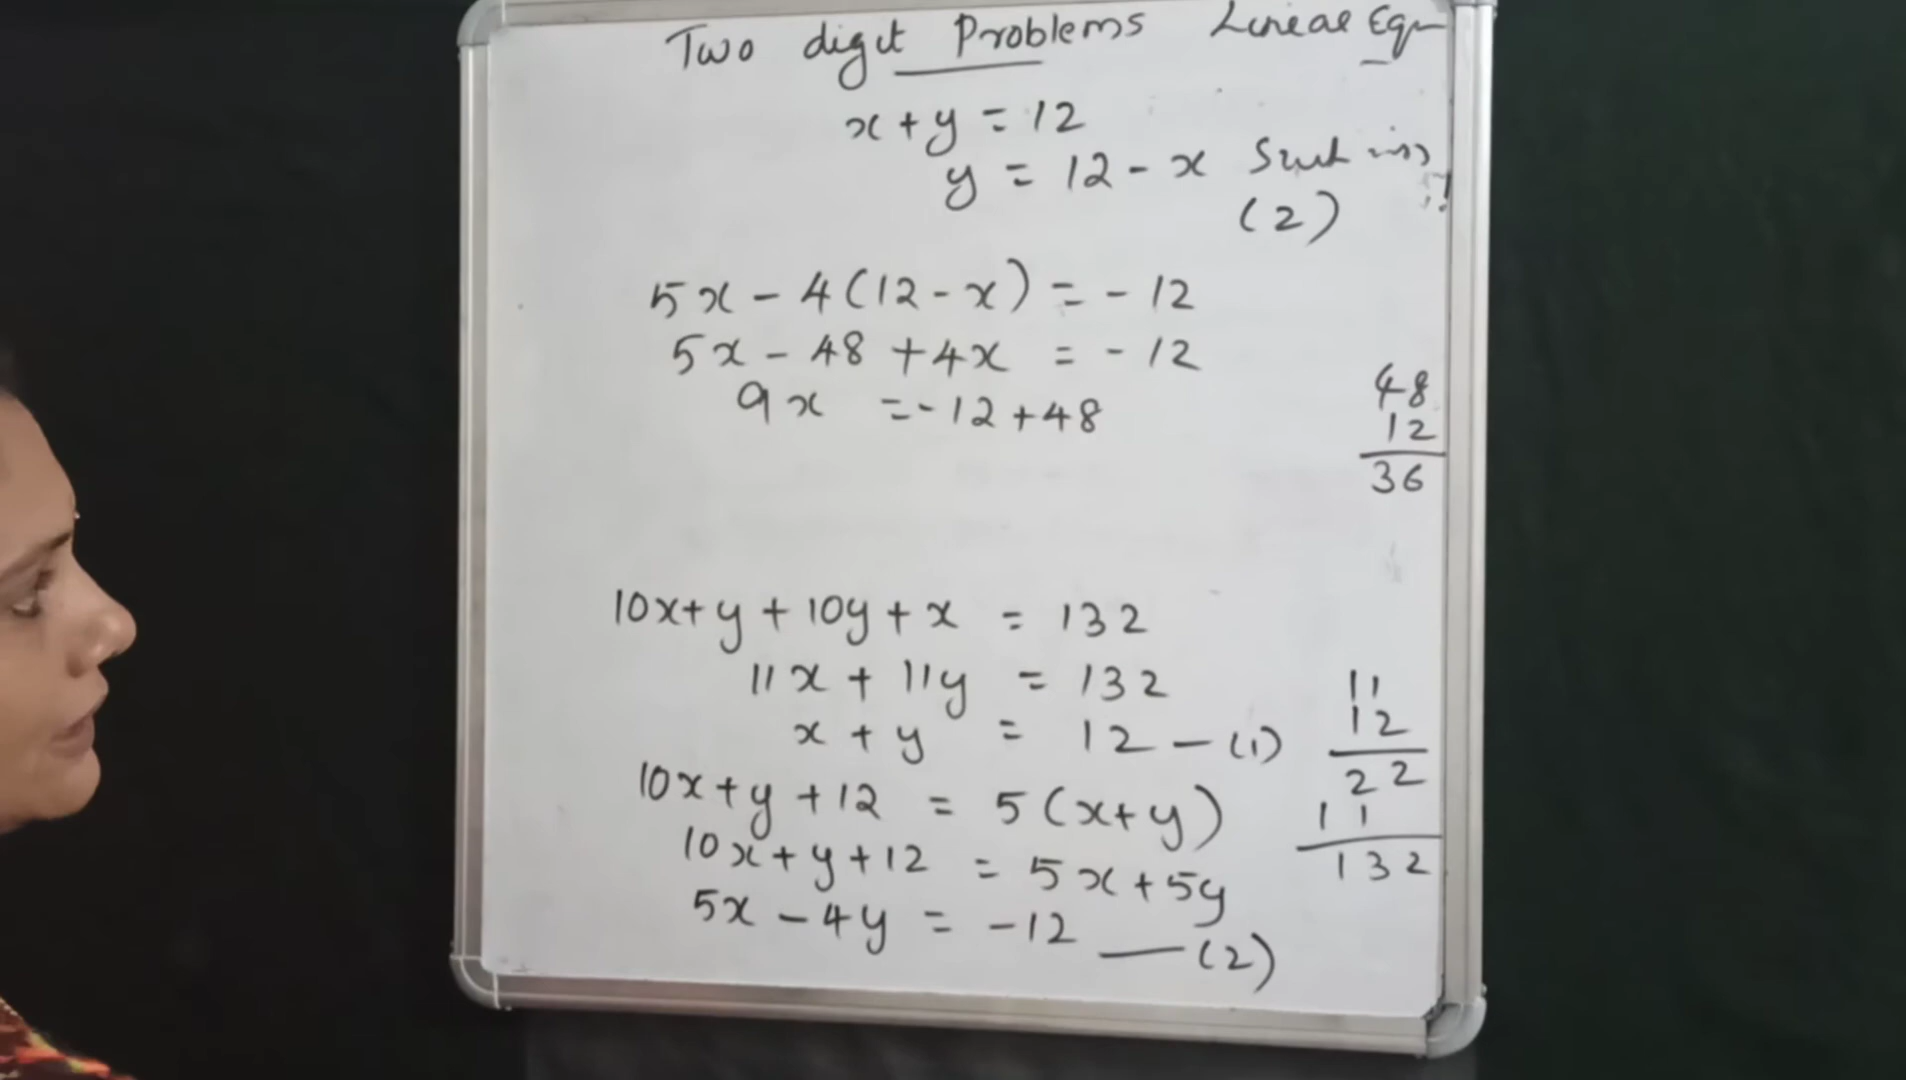 Two digit Problems Linear Eqn
x + y = 12
y = 12 - x
(2)
5x - 4(12 - x) = - 12
5x - 48 + 4x = - 12
9x = - 12 + 48
48
12
36
10x + y + 10y + x = 132
11x + 11y = 132
x + y = 12 — (1)
11
12
22
11
132
10x + y + 12 = 5(x + y)
10x + y + 12 = 5x + 5y
5x - 4y = -12 — (2)